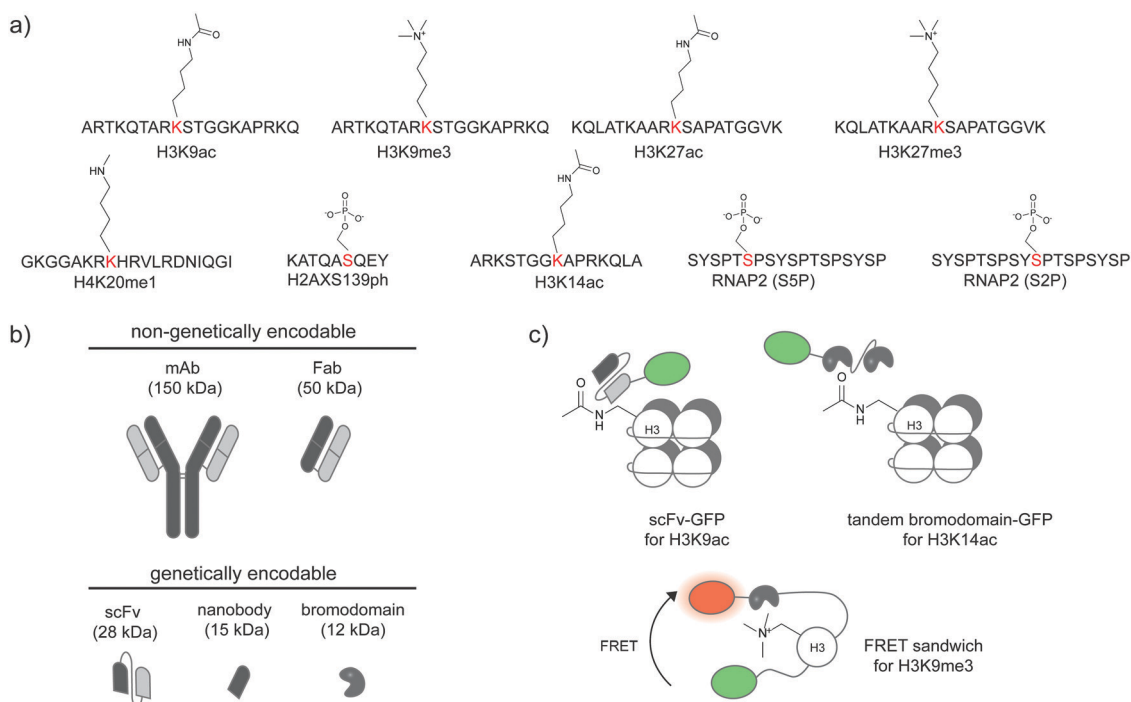 a)
HN
O
N+
HN
O
N+
ARTKQTARKSTGGKAPRKQ
ARTKQTARKSTGGKAPRKQ
KQLATKAARKSAPATGGVK
KQLATKAARKSAPATGGVK
H3K9ac
H3K9me3
H3K27ac
H3K27me3
HN
O
-O P O-
O
HN
O
O
-O P O-
O
O
-O P O-
O
GKGGAKRKHRVLRDNIQGI
KATQASQEY
ARKSTGGKAPRKQLA
SYSPTSPSYSPTSPSYSP
SYSPTSPSYSPTSPSYSP
H4K20me1
H2AXS139ph
H3K14ac
RNAP2 (S5P)
RNAP2 (S2P)
b)
non-genetically encodable
mAb
(150 kDa)
Fab
(50 kDa)
genetically encodable
scFv
(28 kDa)
nanobody
(15 kDa)
bromodomain
(12 kDa)
c)
O
N
H
H3
scFv-GFP
for H3K9ac
O
N
H
H3
tandem bromodomain-GFP
for H3K14ac
FRET
N+
H3
FRET sandwich
for H3K9me3